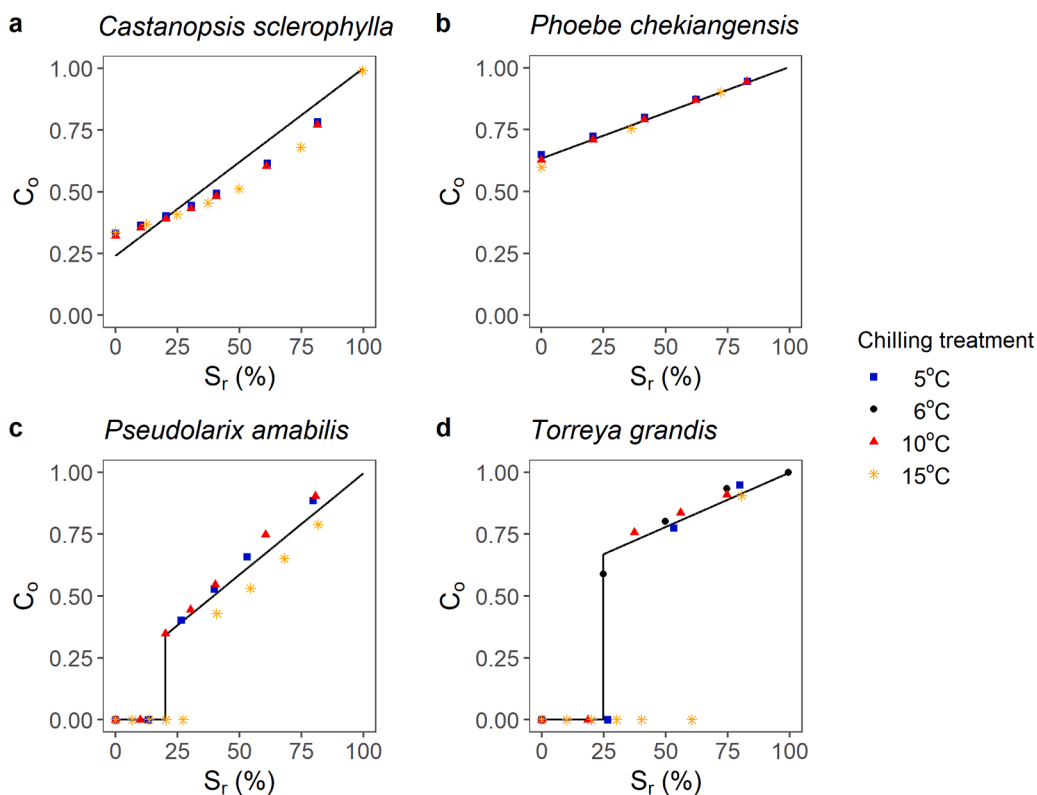 a Castanopsis sclerophylla
b Phoebe chekiangensis
1.00
0.75
0.50
0.25
0.00
Co
0 25 50 75 100
Sr (%)
1.00
0.75
0.50
0.25
0.00
Co
0 25 50 75 100
Sr (%)
c Pseudolarix amabilis
d Torreya grandis
1.00
0.75
0.50
0.25
0.00
Co
0 25 50 75 100
Sr (%)
1.00
0.75
0.50
0.25
0.00
Co
0 25 50 75 100
Sr (%)
Chilling treatment
5°C
6°C
10°C
15°C